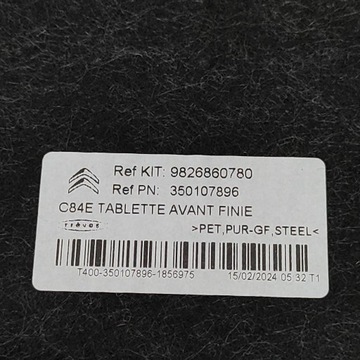 Ref KIT: 9826860780
Ref PN: 350107896
C84E TABLETTE AVANT FINIE
>PET,PUR-GF,STEEL<
T400-350107896-1856975 15/02/2024 05:32 T1